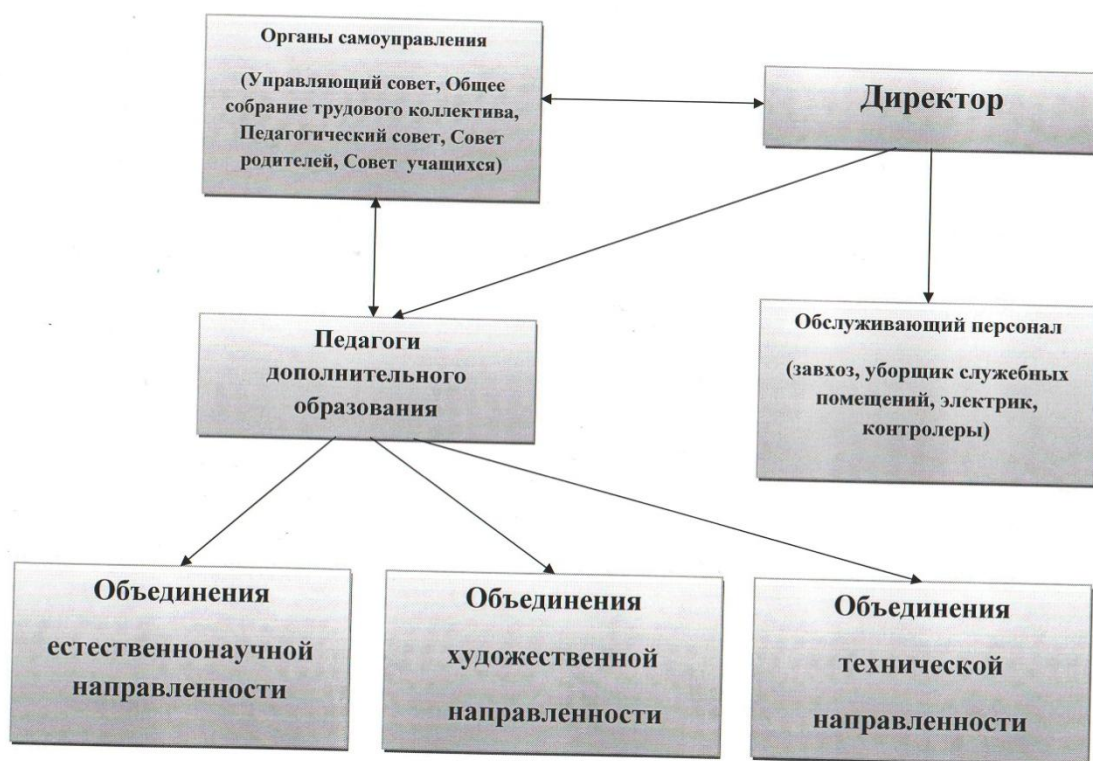 Органы самоуправления
(Управляющий совет, Общее
собрание трудового коллектива,
Педагогический совет, Совет
родителей, Совет учащихся)
Директор
Педагоги
дополнительного
образования
Обслуживающий персонал
(завхоз, уборщик служебных
помещений, электрик,
контролеры)
Объединения
естественнонаучной
направленности
Объединения
художественной
направленности
Объединения
технической
направленности